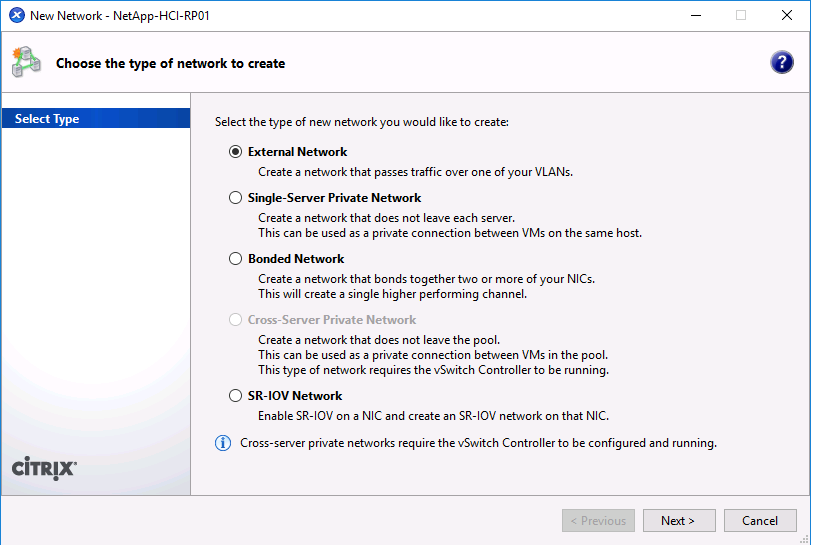 New Network - NetApp-HCI-RP01
Choose the type of network to create
?
Select Type
Select the type of new network you would like to create:
External Network
Create a network that passes traffic over one of your VLANs.
Single-Server Private Network
Create a network that does not leave each server.
This can be used as a private connection between VMs on the same host.
Bonded Network
Create a network that bonds together two or more of your NICs.
This will create a single higher performing channel.
Cross-Server Private Network
Create a network that does not leave the pool.
This can be used as a private connection between VMs in the pool.
This type of network requires the vSwitch Controller to be running.
SR-IOV Network
Enable SR-IOV on a NIC and create an SR-IOV network on that NIC.
Cross-server private networks require the vSwitch Controller to be configured and running.
CITRIX
< Previous
Next >
Cancel